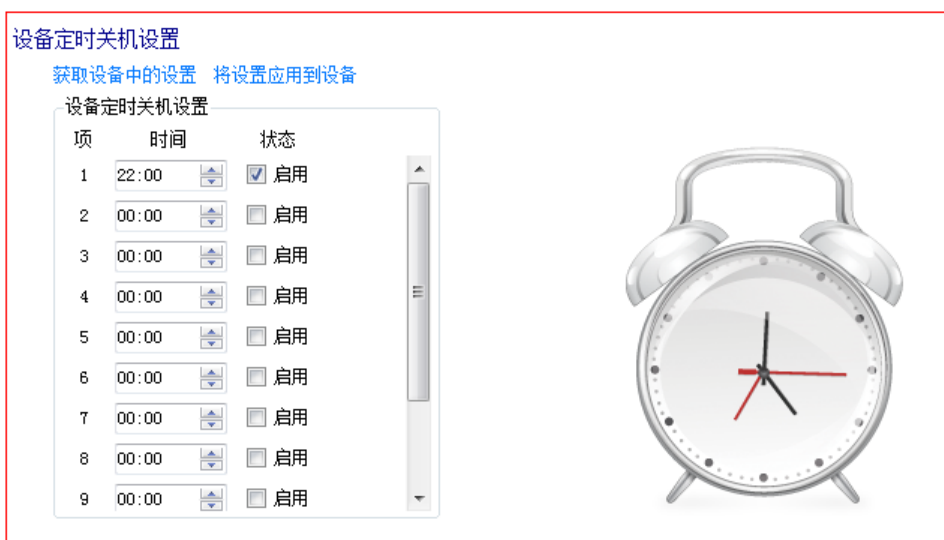 设备定时关机设置
获取设备中的设置 将设置应用到设备
设备定时关机设置
项 时间 状态
1 22:00 启用
2 00:00 启用
3 00:00 启用
4 00:00 启用
5 00:00 启用
6 00:00 启用
7 00:00 启用
8 00:00 启用
9 00:00 启用